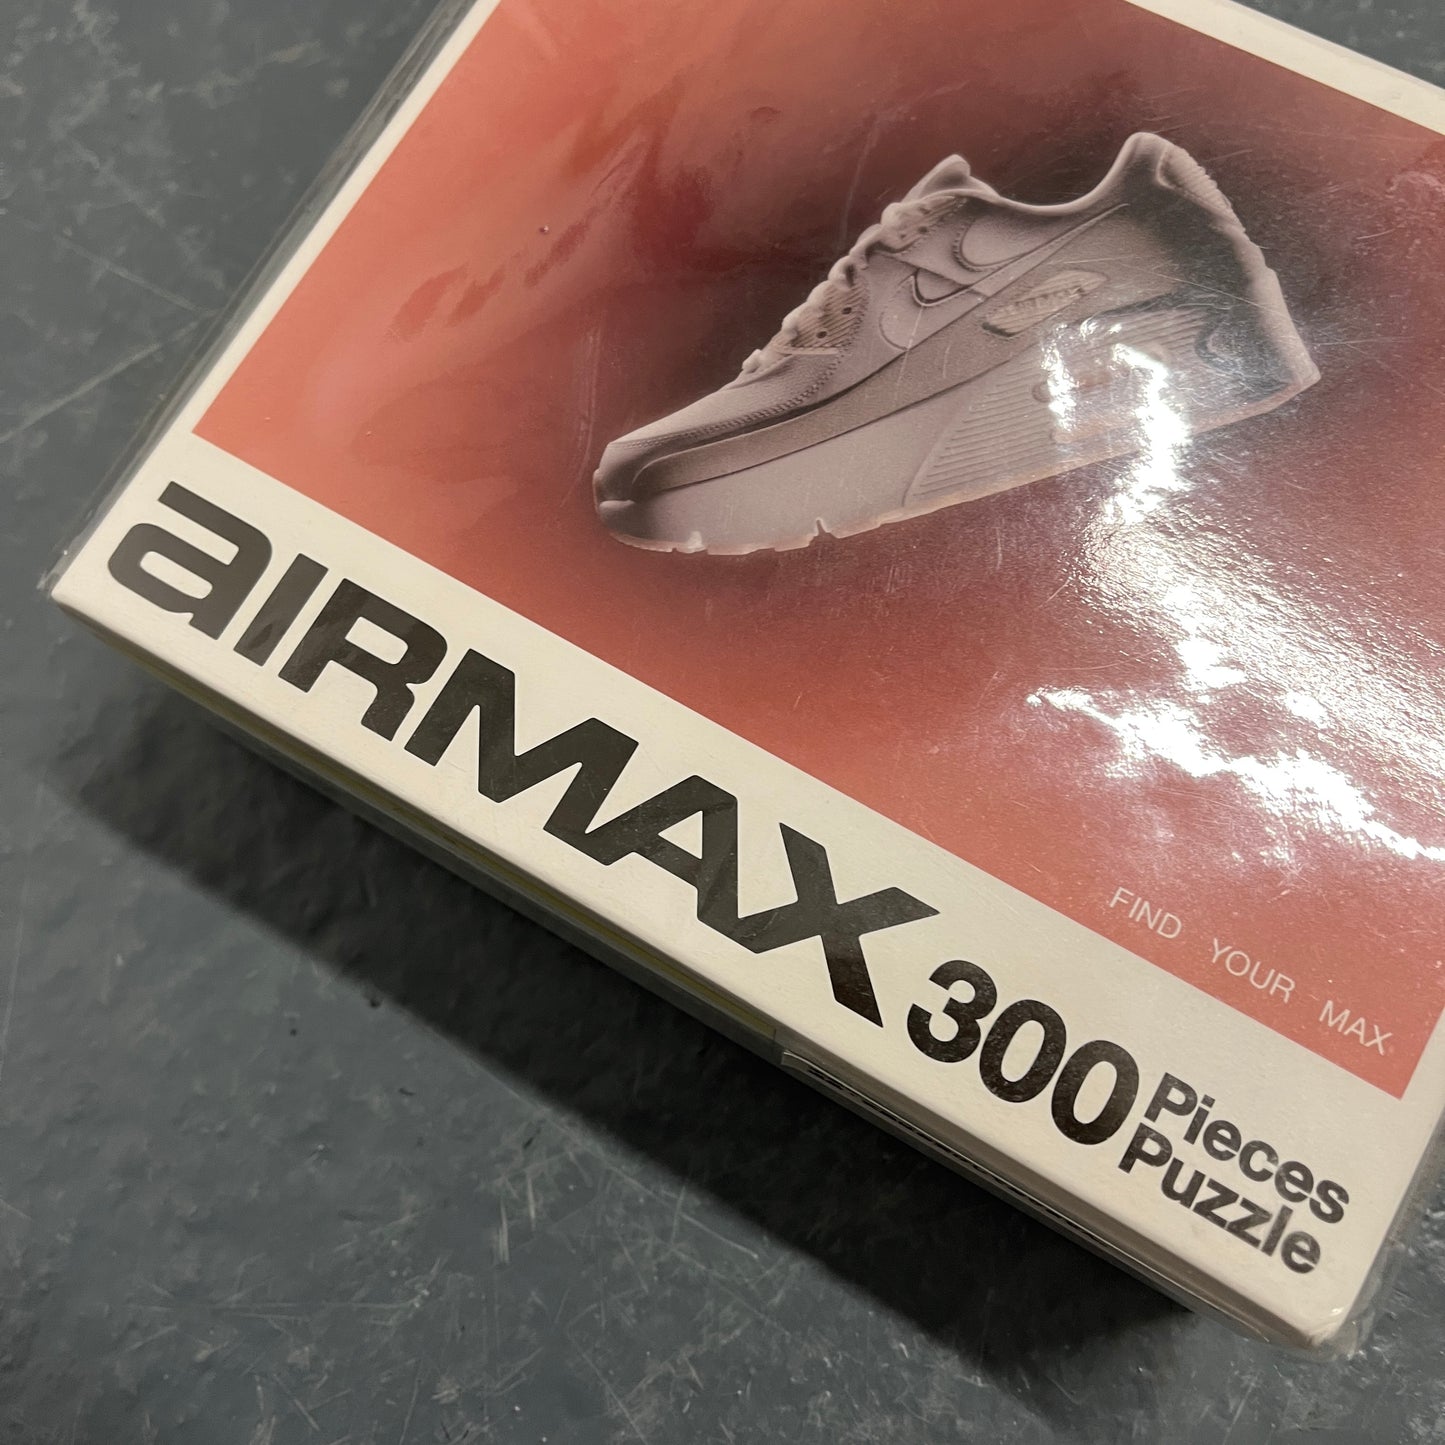 FIND YOUR MAX
aIRMAX 300 Pieces
Puzzle